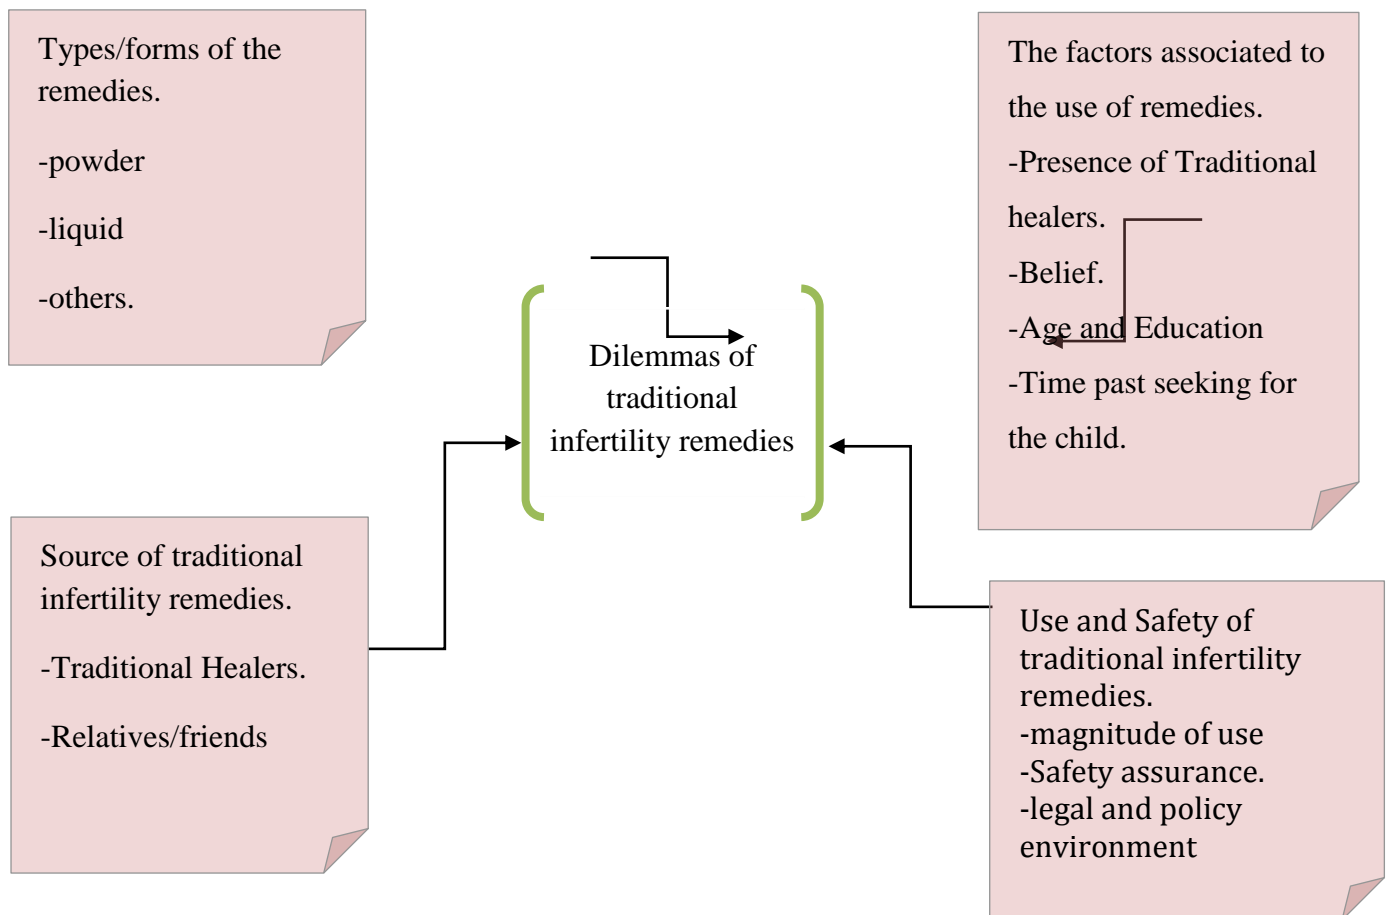 Types/forms of the
remedies.
-powder
-liquid
-others.
The factors associated to
the use of remedies.
-Presence of Traditional
healers.
-Belief.
-Age and Education
-Time past seeking for
the child.
Dilemmas of
traditional
infertility remedies
Source of traditional
infertility remedies.
-Traditional Healers.
-Relatives/friends
Use and Safety of
traditional infertility
remedies.
-magnitude of use
-Safety assurance.
-legal and policy
environment